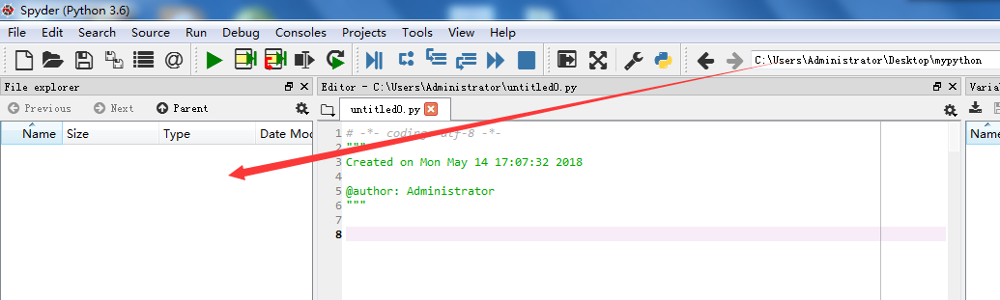 Spyder (Python 3.6)
File Edit Search Source Run Debug Consoles Projects Tools View Help
C:\Users\Administrator\Desktop\mypython
File explorer
Editor - C:\Users\Administrator\untitled0.py
Previous Next Parent
untitled0.py
Name Size Type Date Mod
Name
1 # -*- coding: utf-8 -*-
2 """
3 Created on Mon May 14 17:07:32 2018
4
5 @author: Administrator
6 """
7
8